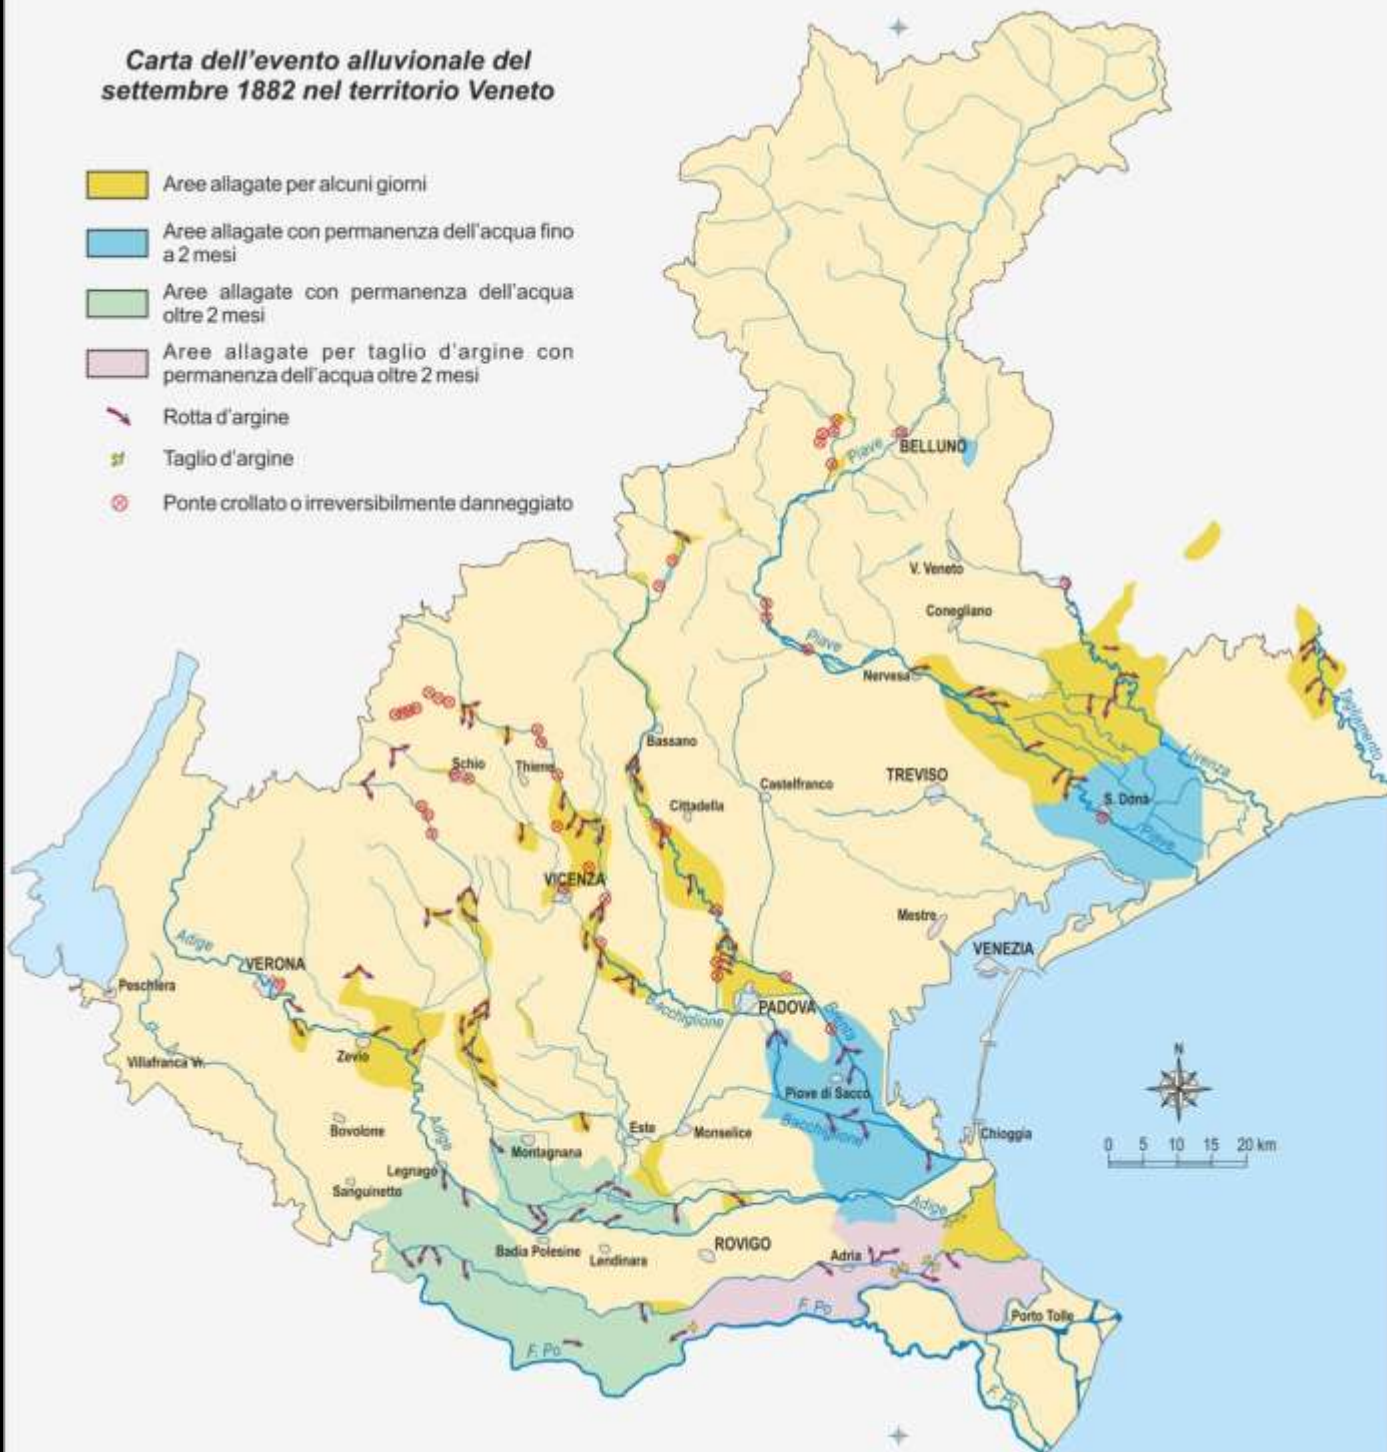 Carta dell'evento alluvionale del
settembre 1882 nel territorio Veneto
Aree allagate per alcuni giorni
Aree allagate con permanenza dell'acqua fino
a 2 mesi
Aree allagate con permanenza dell'acqua
oltre 2 mesi
Aree allagate per taglio d'argine con
permanenza dell'acqua oltre 2 mesi
Rotta d'argine
Taglio d'argine
Ponte crollato o irreversibilmente danneggiato
Piave
BELLUNO
V. Veneto
Conegliano
Piave
Nervesa
Tagliamento
Bassano
Livenza
Schio
Thiene
Castelfranco
TREVISO
Cittadella
S. Donà
Piave
VICENZA
Mestre
Adige
VENEZIA
VERONA
Peschiera
Bacchiglione
PADOVA
Brenta
Zevio
Villafranca Vr.
N
Piove di Sacco
Bacchiglione
Bovolone
Adige
Este
Monselice
Chioggia
0 5 10 15 20 km
Montagnana
Legnago
Sanguinetto
Adige
Badia Polesine
Lendinara
ROVIGO
Adria
F. Po
Porto Tolle
F. Po
F. Po